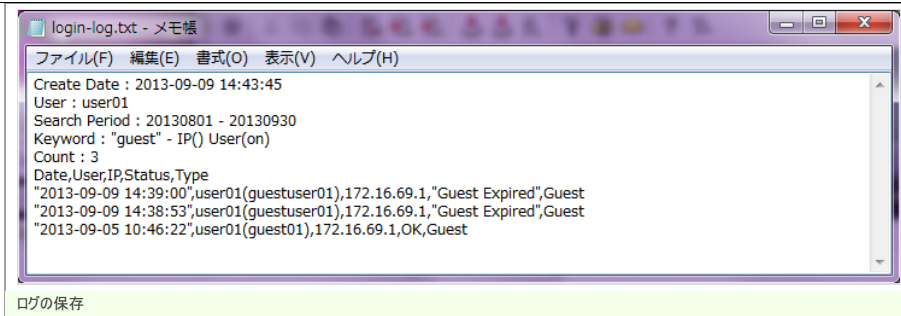 login-log.txt - メモ帳
ファイル(F) 編集(E) 書式(O) 表示(V) ヘルプ(H)
Create Date : 2013-09-09 14:43:45
User : user01
Search Period : 20130801 - 20130930
Keyword : "guest" - IP() User(on)
Count : 3
Date,User,IP,Status,Type
"2013-09-09 14:39:00",user01(guestuser01),172.16.69.1,"Guest Expired",Guest
"2013-09-09 14:38:53",user01(guestuser01),172.16.69.1,"Guest Expired",Guest
"2013-09-05 10:46:22",user01(guest01),172.16.69.1,OK,Guest
ログの保存